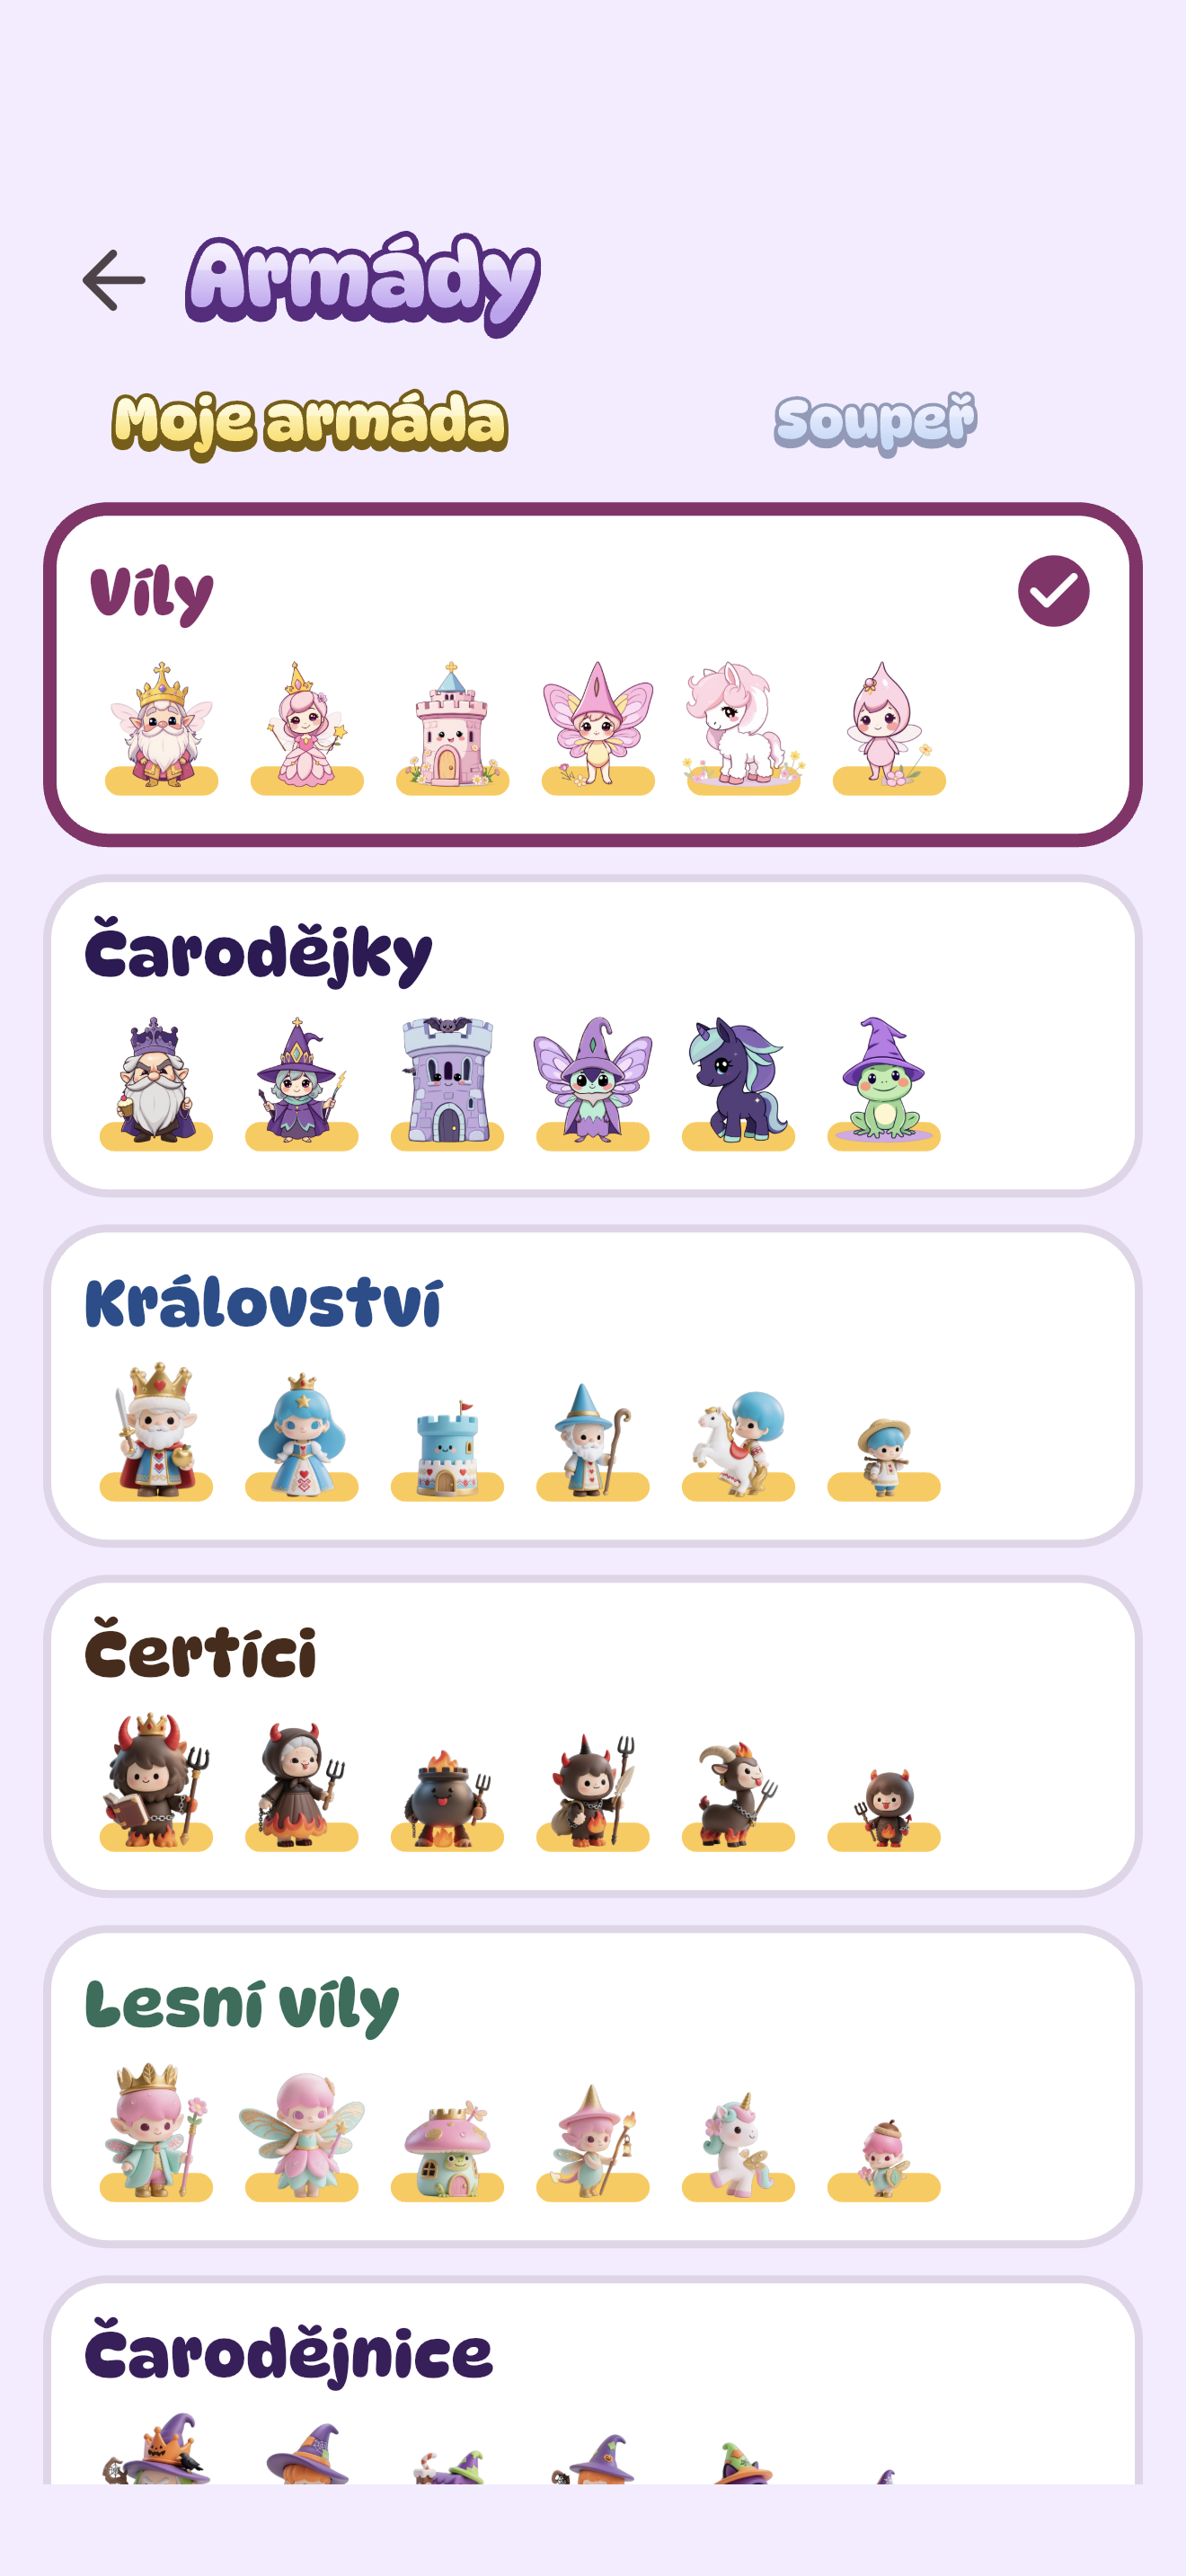 Armády
Moje armáda
Soupeř
Víly
Čarodějky
Království
Čertíci
Lesní víly
Čarodějnice